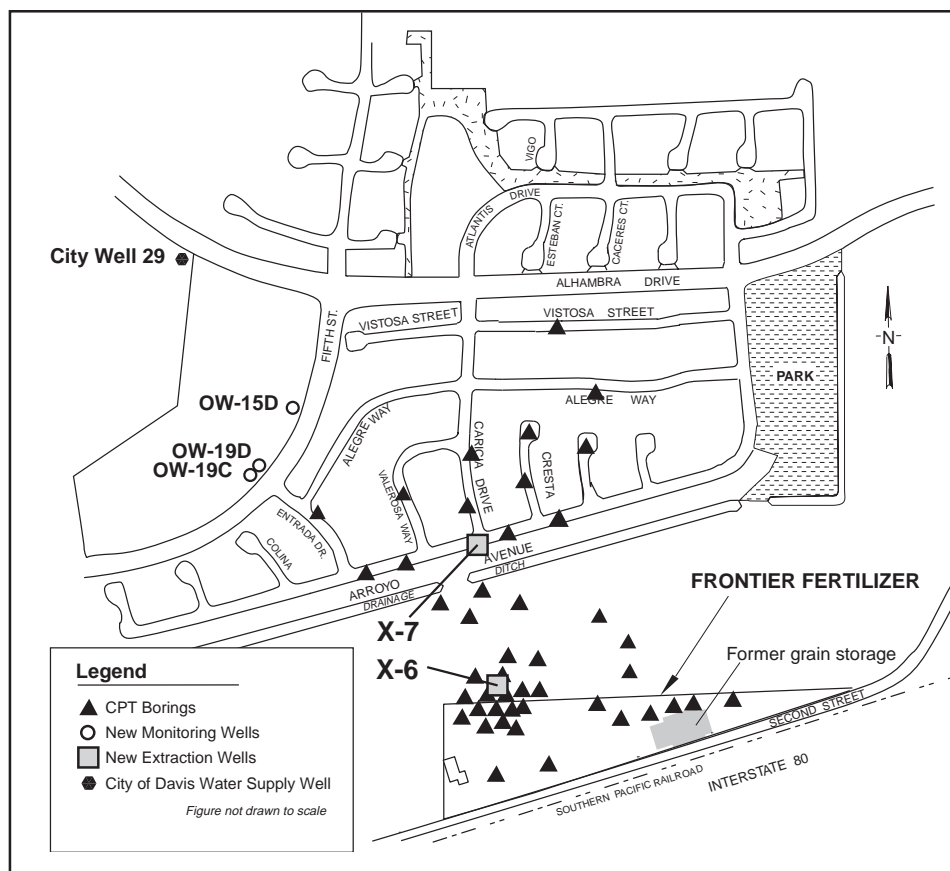 VIGO
ATLANTIS DRIVE
ESTEBAN CT.
CACERES CT.
City Well 29
ALHAMBRA DRIVE
VISTOSA STREET
VISTOSA STREET
FIFTH ST.
-N-
PARK
ALEGRE WAY
OW-15D
ALEGRE WAY
CARICIA DRIVE
OW-19D
OW-19C
VALEROSA WAY
CRESTA
ENTRADA DR.
COLINA
AVENUE
DITCH
ARROYO
DRAINAGE
FRONTIER FERTILIZER
X-7
X-6
Former grain storage
SECOND STREET
SOUTHERN PACIFIC RAILROAD
INTERSTATE 80
Legend
CPT Borings
New Monitoring Wells
New Extraction Wells
City of Davis Water Supply Well
Figure not drawn to scale